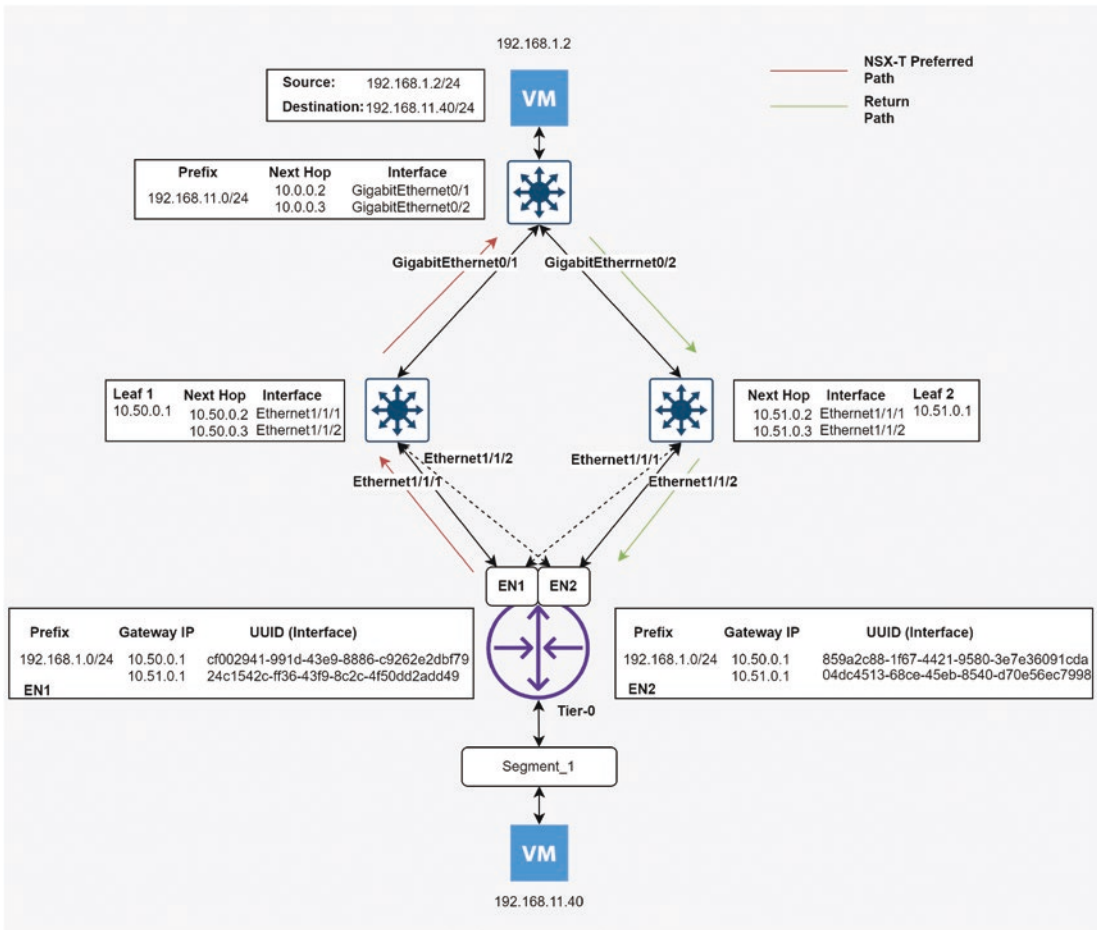 192.168.1.2
NSX-T Preferred
Path
Return
Path
Source: 192.168.1.2/24
Destination: 192.168.11.40/24
VM
Prefix Next Hop Interface
192.168.11.0/24 10.0.0.2 GigabitEthernet0/1
10.0.0.3 GigabitEthernet0/2
GigabitEthernet0/1
GigabitEtherrnet0/2
Leaf 1 Next Hop Interface
10.50.0.1 10.50.0.2 Ethernet1/1/1
10.50.0.3 Ethernet1/1/2
Next Hop Interface Leaf 2
10.51.0.2 Ethernet1/1/1 10.51.0.1
10.51.0.3 Ethernet1/1/2
Ethernet1/1/2
Ethernet1/1/1
Ethernet1/1/1
Ethernet1/1/2
EN1
EN2
Prefix Gateway IP UUID (Interface)
192.168.1.0/24 10.50.0.1 cf002941-991d-43e9-8886-c9262e2dbf79
10.51.0.1 24c1542c-ff36-43f9-8c2c-4f50dd2add49
EN1
Prefix Gateway IP UUID (Interface)
192.168.1.0/24 10.50.0.1 859a2c88-1f67-4421-9580-3e7e36091cda
10.51.0.1 04dc4513-68ce-45eb-8540-d70e56ec7998
EN2
Tier-0
Segment_1
VM
192.168.11.40